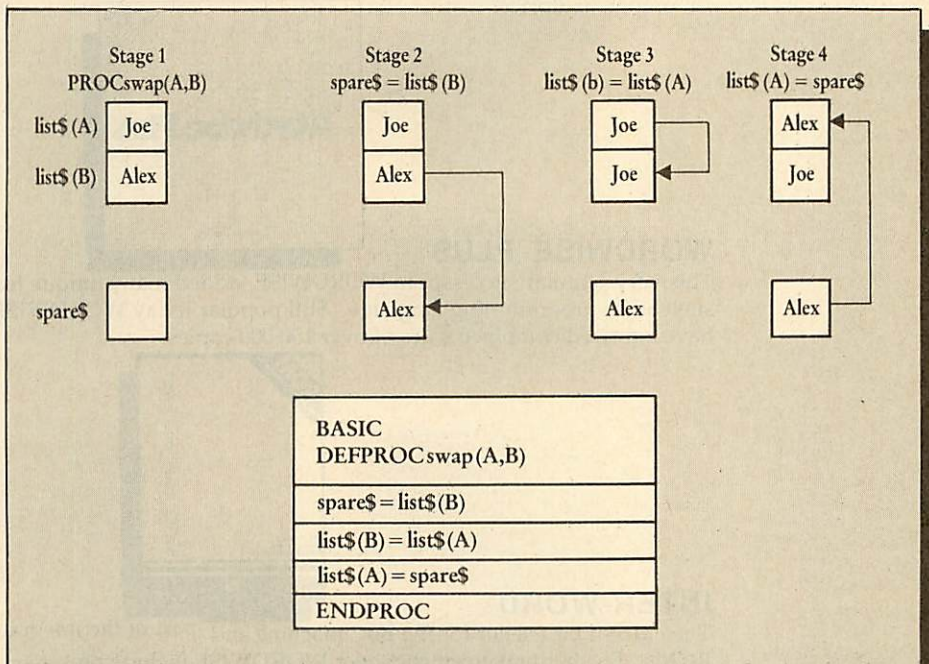 Stage 1
PROCswap(A,B)
Stage 2
spare$ = list$(B)
Stage 3
list$(b) = list$(A)
Stage 4
list$(A) = spare$
list$(A) Joe Joe Joe Alex
list$(B) Alex Alex Joe Joe
spare$ Alex Alex Alex
BASIC
DEFPROCswap(A,B)
spare$ = list$(B)
list$(B) = list$(A)
list$(A) = spare$
ENDPROC